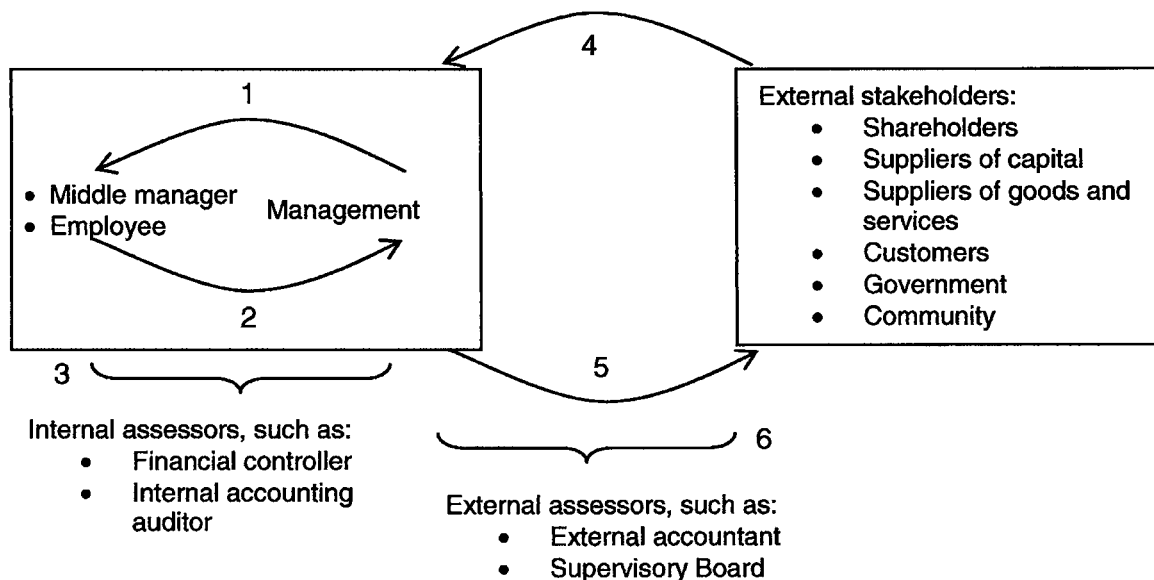 4
1
• Middle manager
• Employee
Management
2
External stakeholders:
• Shareholders
• Suppliers of capital
• Suppliers of goods and
services
• Customers
• Government
• Community
3
5
6
Internal assessors, such as:
• Financial controller
• Internal accounting
auditor
External assessors, such as:
• External accountant
• Supervisory Board